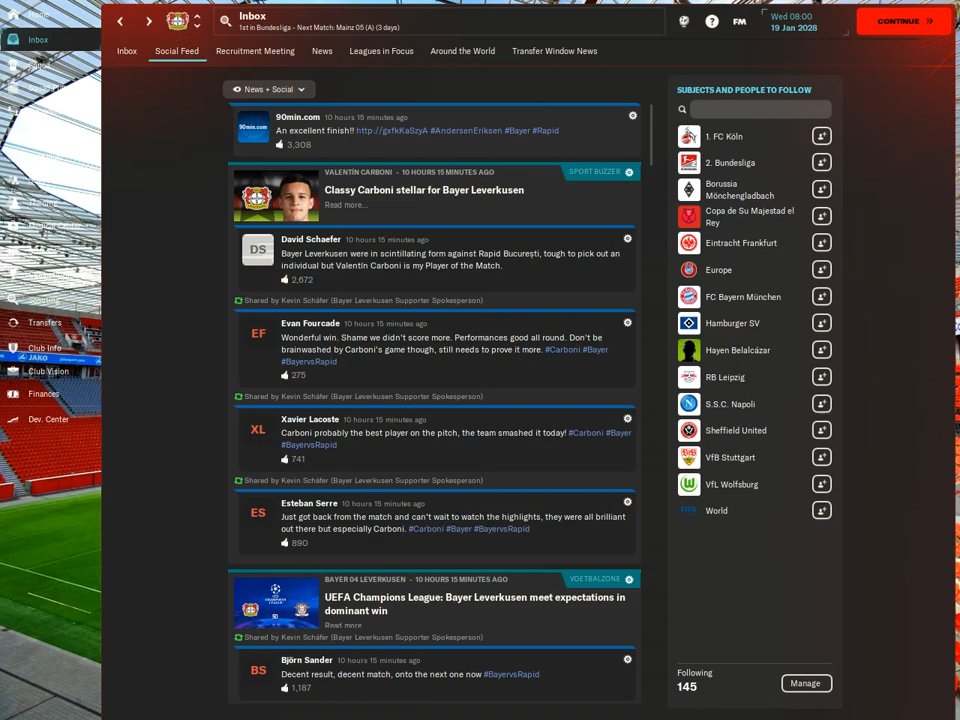 Home
Inbox
1st in Bundesliga - Next Match: Mainz 05 (A) (3 days)
FM
Wed 08:00
19 Jan 2028
CONTINUE
Inbox
Inbox
Social Feed
Recruitment Meeting
News
Leagues in Focus
Around the World
Transfer Window News
Squad
Scouting
Transfers
Club Info
Club Vision
Finances
Dev. Center
JAKO
News + Social
90min.com
90min.com 10 hours 15 minutes ago
An excellent finish!! http://gxfkKaSzyA #AndersenEriksen #Bayer #Rapid
3,308
VALENTÍN CARBONI - 10 HOURS 15 MINUTES AGO
SPORT BUZZER
Classy Carboni stellar for Bayer Leverkusen
Read more...
DS
David Schaefer 10 hours 15 minutes ago
Bayer Leverkusen were in scintillating form against Rapid București, tough to pick out an
individual but Valentín Carboni is my Player of the Match.
2,672
Shared by Kevin Schäfer (Bayer Leverkusen Supporter Spokesperson)
EF
Evan Fourcade 10 hours 15 minutes ago
Wonderful win. Shame we didn't score more. Performances good all round. Don't be
brainwashed by Carboni's game though, still needs to prove it more. #Carboni #Bayer
#BayervsRapid
275
Shared by Kevin Schäfer (Bayer Leverkusen Supporter Spokesperson)
XL
Xavier Lacoste 10 hours 15 minutes ago
Carboni probably the best player on the pitch, the team smashed it today! #Carboni #Bayer
#BayervsRapid
741
Shared by Kevin Schäfer (Bayer Leverkusen Supporter Spokesperson)
ES
Esteban Serre 10 hours 15 minutes ago
Just got back from the match and can't wait to watch the highlights, they were all brilliant
out there but especially Carboni. #Carboni #Bayer #BayervsRapid
890
BAYER 04 LEVERKUSEN - 10 HOURS 15 MINUTES AGO
VOETBALZONE
UEFA Champions League: Bayer Leverkusen meet expectations in
dominant win
Read more
Shared by Kevin Schäfer (Bayer Leverkusen Supporter Spokesperson)
BS
Björn Sander 10 hours 15 minutes ago
Decent result, decent match, onto the next one now #BayervsRapid
1,187
SUBJECTS AND PEOPLE TO FOLLOW
1. FC Köln
2. Bundesliga
Borussia
Mönchengladbach
Copa de Su Majestad el
Rey
Eintracht Frankfurt
Europe
FC Bayern München
Hamburger SV
Hayen Belalcázar
RB Leipzig
S.S.C. Napoli
Sheffield United
VfB Stuttgart
VfL Wolfsburg
FIFA
World
Following
145
Manage